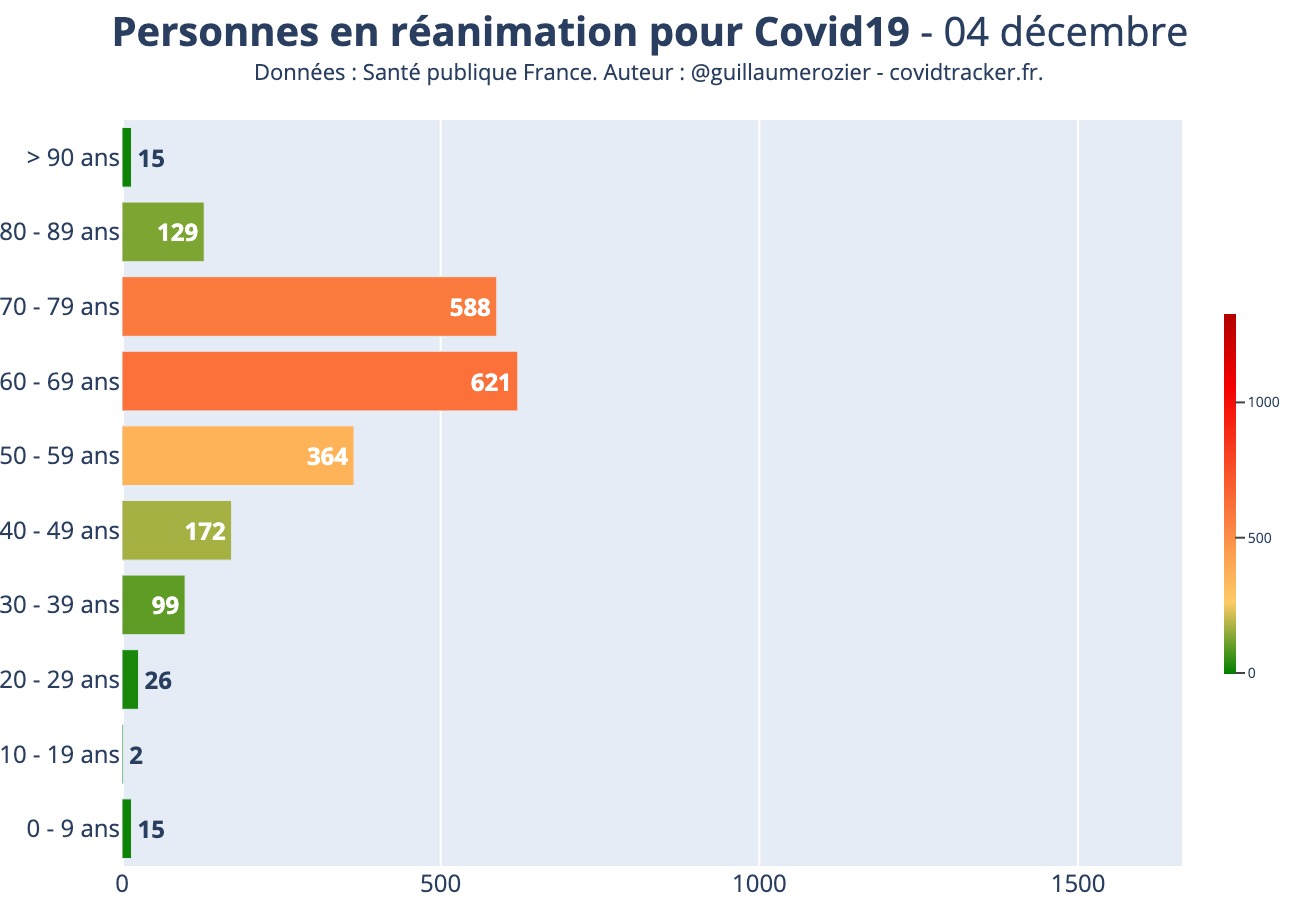 Personnes en réanimation pour Covid19 - 04 décembre
Données : Santé publique France. Auteur : @guillaumerozier - covidtracker.fr.
> 90 ans 15
80 - 89 ans 129
70 - 79 ans 588
60 - 69 ans 621
50 - 59 ans 364
40 - 49 ans 172
30 - 39 ans 99
20 - 29 ans 26
10 - 19 ans 2
0 - 9 ans 15
0 500 1000 1500
1000
500
0